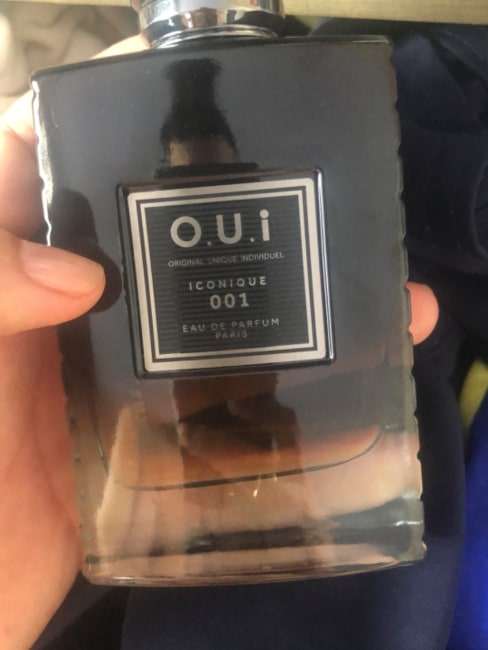 O.U.i
ORIGINAL UNIQUE INDIVIDUEL
ICONIQUE
001
EAU DE PARFUM
PARIS